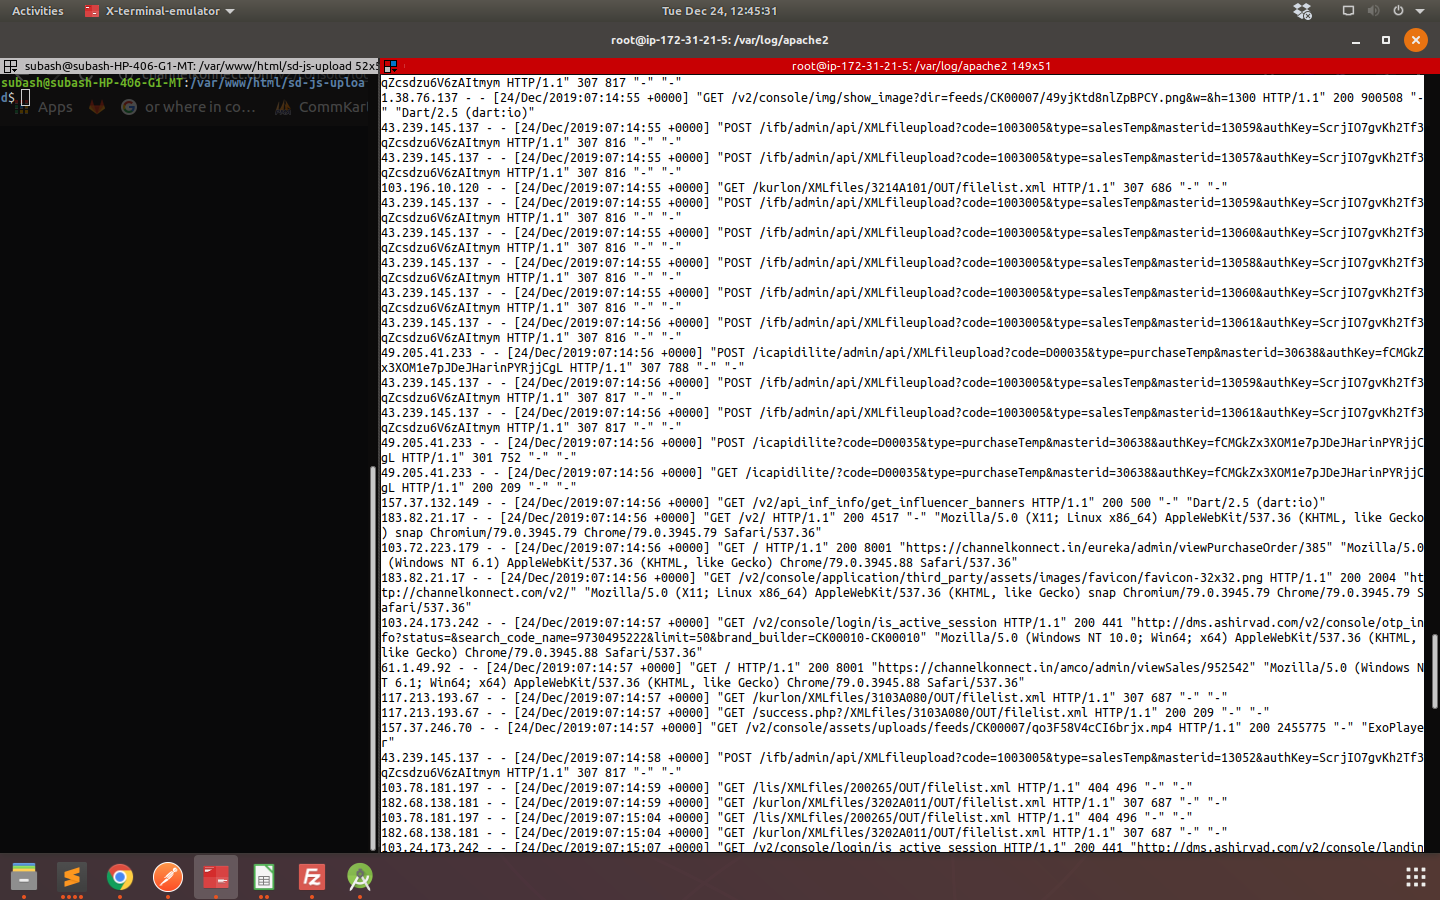 Activities X-terminal-emulator Tue Dec 24, 12:45:31
root@ip-172-31-21-5: /var/log/apache2
subash@subash-HP-406-G1-MT: /var/www/html/sd-js-upload 52x5
root@ip-172-31-21-5: /var/log/apache2 149x51
subash@subash-HP-406-G1-MT:/var/www/html/sd-js-uploa
d$
Apps or where in co... CommKart
qZcsdzu6V6zAItmym HTTP/1.1" 307 817 "-" "-"
1.38.76.137 - - [24/Dec/2019:07:14:55 +0000] "GET /v2/console/img/show_image?dir=feeds/CK00007/49yjKtd8nlZpBPCY.png&w=&h=1300 HTTP/1.1" 200 900508 "-
" "Dart/2.5 (dart:io)"
43.239.145.137 - - [24/Dec/2019:07:14:55 +0000] "POST /ifb/admin/api/XMLfileupload?code=1003005&type=salesTemp&masterid=13059&authKey=ScrjIO7gvKh2Tf3
qZcsdzu6V6zAItmym HTTP/1.1" 307 816 "-" "-"
43.239.145.137 - - [24/Dec/2019:07:14:55 +0000] "POST /ifb/admin/api/XMLfileupload?code=1003005&type=salesTemp&masterid=13057&authKey=ScrjIO7gvKh2Tf3
qZcsdzu6V6zAItmym HTTP/1.1" 307 816 "-" "-"
103.196.10.120 - - [24/Dec/2019:07:14:55 +0000] "GET /kurlon/XMLfiles/3214A101/OUT/filelist.xml HTTP/1.1" 307 686 "-" "-"
43.239.145.137 - - [24/Dec/2019:07:14:55 +0000] "POST /ifb/admin/api/XMLfileupload?code=1003005&type=salesTemp&masterid=13059&authKey=ScrjIO7gvKh2Tf3
qZcsdzu6V6zAItmym HTTP/1.1" 307 816 "-" "-"
43.239.145.137 - - [24/Dec/2019:07:14:55 +0000] "POST /ifb/admin/api/XMLfileupload?code=1003005&type=salesTemp&masterid=13060&authKey=ScrjIO7gvKh2Tf3
qZcsdzu6V6zAItmym HTTP/1.1" 307 816 "-" "-"
43.239.145.137 - - [24/Dec/2019:07:14:55 +0000] "POST /ifb/admin/api/XMLfileupload?code=1003005&type=salesTemp&masterid=13058&authKey=ScrjIO7gvKh2Tf3
qZcsdzu6V6zAItmym HTTP/1.1" 307 816 "-" "-"
43.239.145.137 - - [24/Dec/2019:07:14:55 +0000] "POST /ifb/admin/api/XMLfileupload?code=1003005&type=salesTemp&masterid=13060&authKey=ScrjIO7gvKh2Tf3
qZcsdzu6V6zAItmym HTTP/1.1" 307 816 "-" "-"
43.239.145.137 - - [24/Dec/2019:07:14:56 +0000] "POST /ifb/admin/api/XMLfileupload?code=1003005&type=salesTemp&masterid=13061&authKey=ScrjIO7gvKh2Tf3
qZcsdzu6V6zAItmym HTTP/1.1" 307 816 "-" "-"
49.205.41.233 - - [24/Dec/2019:07:14:56 +0000] "POST /icapidilite/admin/api/XMLfileupload?code=D00035&type=purchaseTemp&masterid=30638&authKey=fCMGkZ
x3XOM1e7pJDeJHarinPYRjjCgL HTTP/1.1" 307 788 "-" "-"
43.239.145.137 - - [24/Dec/2019:07:14:56 +0000] "POST /ifb/admin/api/XMLfileupload?code=1003005&type=salesTemp&masterid=13059&authKey=ScrjIO7gvKh2Tf3
qZcsdzu6V6zAItmym HTTP/1.1" 307 817 "-" "-"
43.239.145.137 - - [24/Dec/2019:07:14:56 +0000] "POST /ifb/admin/api/XMLfileupload?code=1003005&type=salesTemp&masterid=13061&authKey=ScrjIO7gvKh2Tf3
qZcsdzu6V6zAItmym HTTP/1.1" 307 817 "-" "-"
49.205.41.233 - - [24/Dec/2019:07:14:56 +0000] "POST /icapidilite?code=D00035&type=purchaseTemp&masterid=30638&authKey=fCMGkZx3XOM1e7pJDeJHarinPYRjjC
gL HTTP/1.1" 301 752 "-" "-"
49.205.41.233 - - [24/Dec/2019:07:14:56 +0000] "GET /icapidilite/?code=D00035&type=purchaseTemp&masterid=30638&authKey=fCMGkZx3XOM1e7pJDeJHarinPYRjjC
gL HTTP/1.1" 200 209 "-" "-"
157.37.132.149 - - [24/Dec/2019:07:14:56 +0000] "GET /v2/api_inf_info/get_influencer_banners HTTP/1.1" 200 500 "-" "Dart/2.5 (dart:io)"
183.82.21.17 - - [24/Dec/2019:07:14:56 +0000] "GET /v2/ HTTP/1.1" 200 4517 "-" "Mozilla/5.0 (X11; Linux x86_64) AppleWebKit/537.36 (KHTML, like Gecko
) snap Chromium/79.0.3945.79 Chrome/79.0.3945.79 Safari/537.36"
103.72.223.179 - - [24/Dec/2019:07:14:56 +0000] "GET / HTTP/1.1" 200 8001 "https://channelkonnect.in/eureka/admin/viewPurchaseOrder/385" "Mozilla/5.0
(Windows NT 6.1) AppleWebKit/537.36 (KHTML, like Gecko) Chrome/79.0.3945.88 Safari/537.36"
183.82.21.17 - - [24/Dec/2019:07:14:56 +0000] "GET /v2/console/application/third_party/assets/images/favicon/favicon-32x32.png HTTP/1.1" 200 2004 "ht
tp://channelkonnect.com/v2/" "Mozilla/5.0 (X11; Linux x86_64) AppleWebKit/537.36 (KHTML, like Gecko) snap Chromium/79.0.3945.79 Chrome/79.0.3945.79 S
afari/537.36"
103.24.173.242 - - [24/Dec/2019:07:14:57 +0000] "GET /v2/console/login/is_active_session HTTP/1.1" 200 441 "http://dms.ashirvad.com/v2/console/otp_in
fo?status=&search_code_name=9730495222&limit=50&brand_builder=CK00010-CK00010" "Mozilla/5.0 (Windows NT 10.0; Win64; x64) AppleWebKit/537.36 (KHTML,
like Gecko) Chrome/79.0.3945.88 Safari/537.36"
61.1.49.92 - - [24/Dec/2019:07:14:57 +0000] "GET / HTTP/1.1" 200 8001 "https://channelkonnect.in/amco/admin/viewSales/952542" "Mozilla/5.0 (Windows N
T 6.1; Win64; x64) AppleWebKit/537.36 (KHTML, like Gecko) Chrome/79.0.3945.88 Safari/537.36"
117.213.193.67 - - [24/Dec/2019:07:14:57 +0000] "GET /kurlon/XMLfiles/3103A080/OUT/filelist.xml HTTP/1.1" 307 687 "-" "-"
117.213.193.67 - - [24/Dec/2019:07:14:57 +0000] "GET /success.php?/XMLfiles/3103A080/OUT/filelist.xml HTTP/1.1" 200 209 "-" "-"
157.37.246.70 - - [24/Dec/2019:07:14:57 +0000] "GET /v2/console/assets/uploads/feeds/CK00007/qo3F58V4cCI6brjx.mp4 HTTP/1.1" 200 2455775 "-" "ExoPlaye
r"
43.239.145.137 - - [24/Dec/2019:07:14:58 +0000] "POST /ifb/admin/api/XMLfileupload?code=1003005&type=salesTemp&masterid=13052&authKey=ScrjIO7gvKh2Tf3
qZcsdzu6V6zAItmym HTTP/1.1" 307 817 "-" "-"
103.78.181.197 - - [24/Dec/2019:07:14:59 +0000] "GET /lis/XMLfiles/200265/OUT/filelist.xml HTTP/1.1" 404 496 "-" "-"
182.68.138.181 - - [24/Dec/2019:07:14:59 +0000] "GET /kurlon/XMLfiles/3202A011/OUT/filelist.xml HTTP/1.1" 307 687 "-" "-"
103.78.181.197 - - [24/Dec/2019:07:15:04 +0000] "GET /lis/XMLfiles/200265/OUT/filelist.xml HTTP/1.1" 404 496 "-" "-"
182.68.138.181 - - [24/Dec/2019:07:15:04 +0000] "GET /kurlon/XMLfiles/3202A011/OUT/filelist.xml HTTP/1.1" 307 687 "-" "-"
103.24.173.242 - - [24/Dec/2019:07:15:07 +0000] "GET /v2/console/login/is_active_session HTTP/1.1" 200 441 "http://dms.ashirvad.com/v2/console/landin